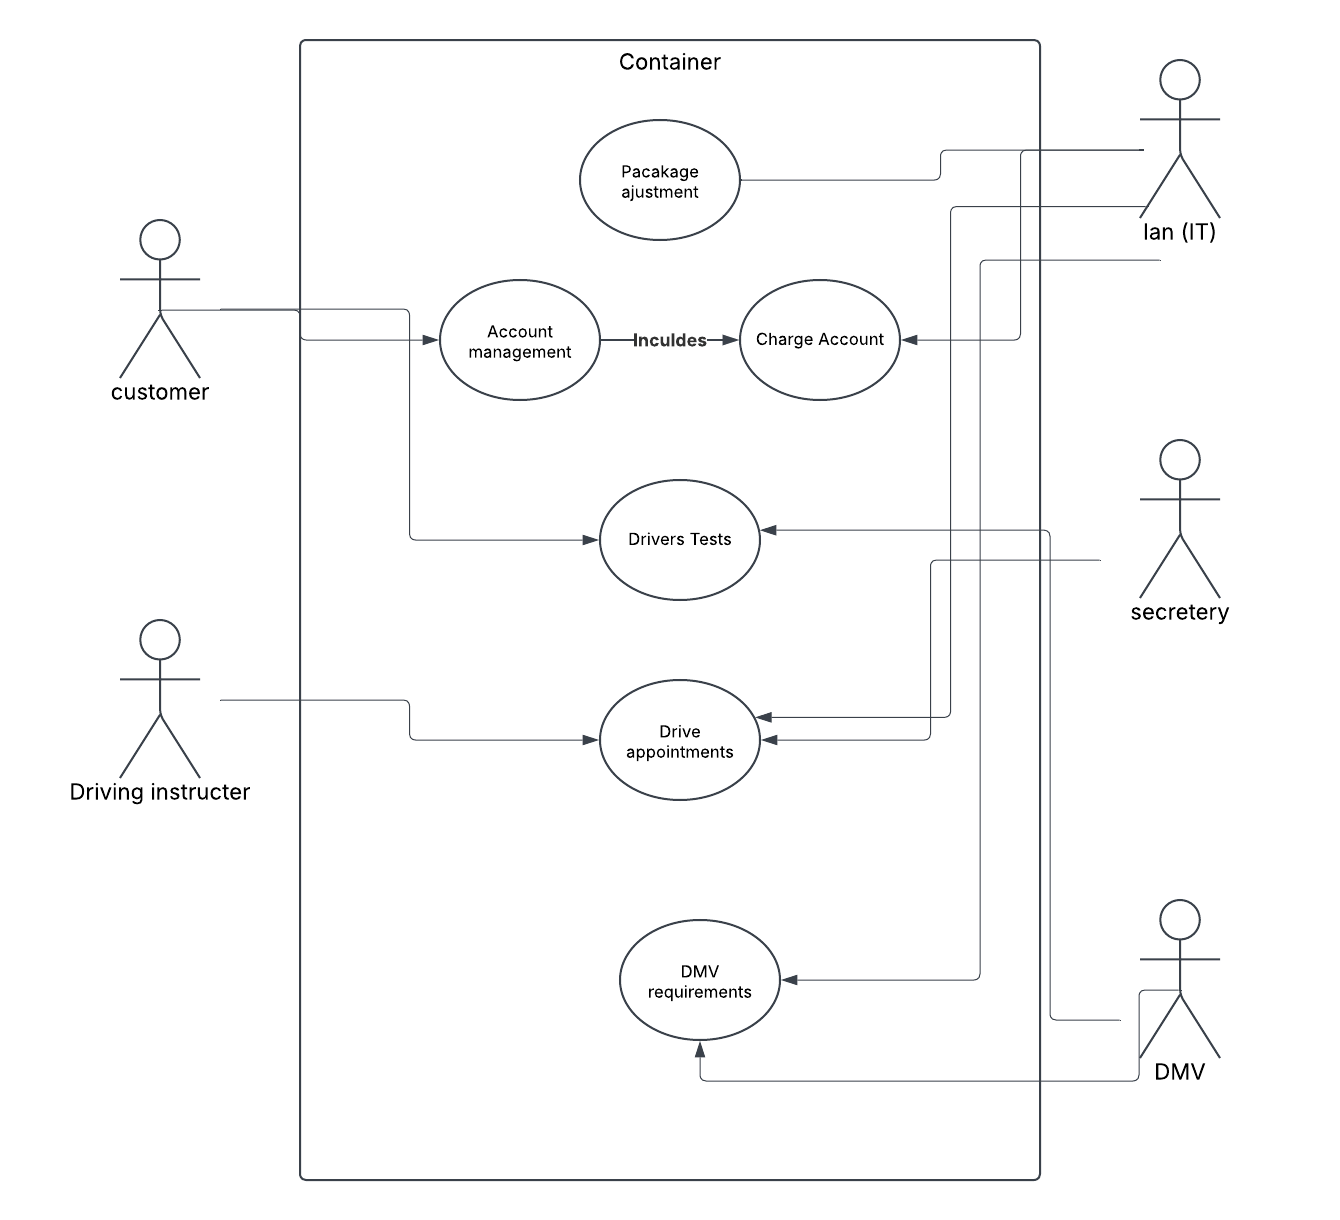 Container
Pacakage
ajustment
Ian (IT)
Account
management
Inculdes
Charge Account
customer
Drivers Tests
secretery
Drive
appointments
Driving instructer
DMV
requirements
DMV